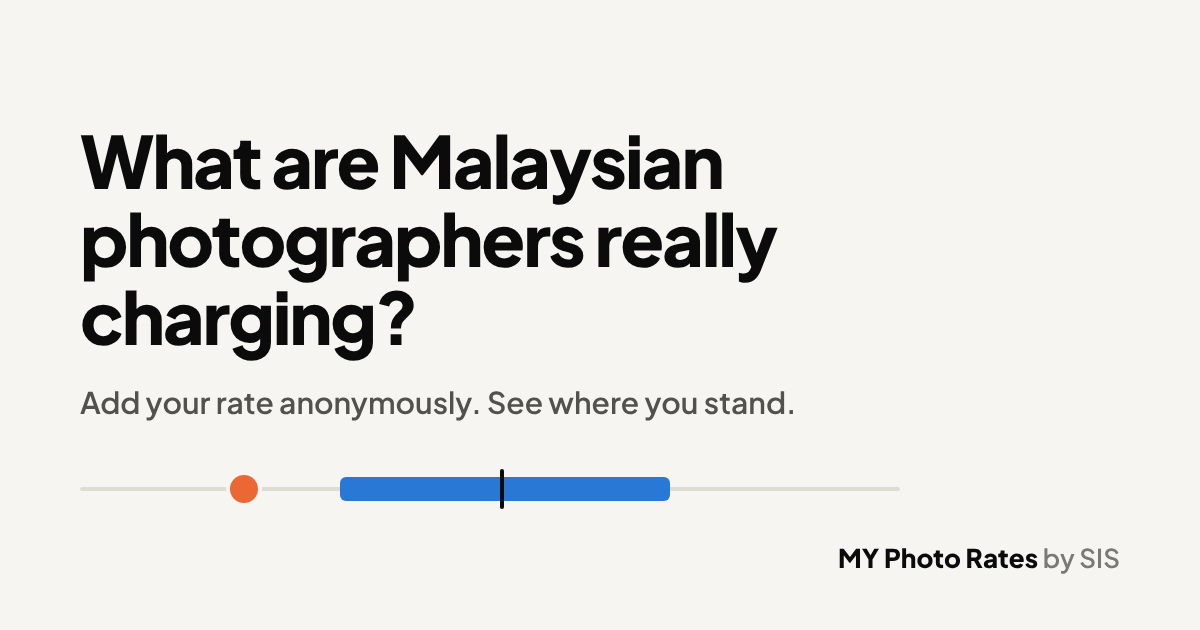 What are Malaysian
photographers really
charging?
Add your rate anonymously. See where you stand.
MY Photo Rates by SIS